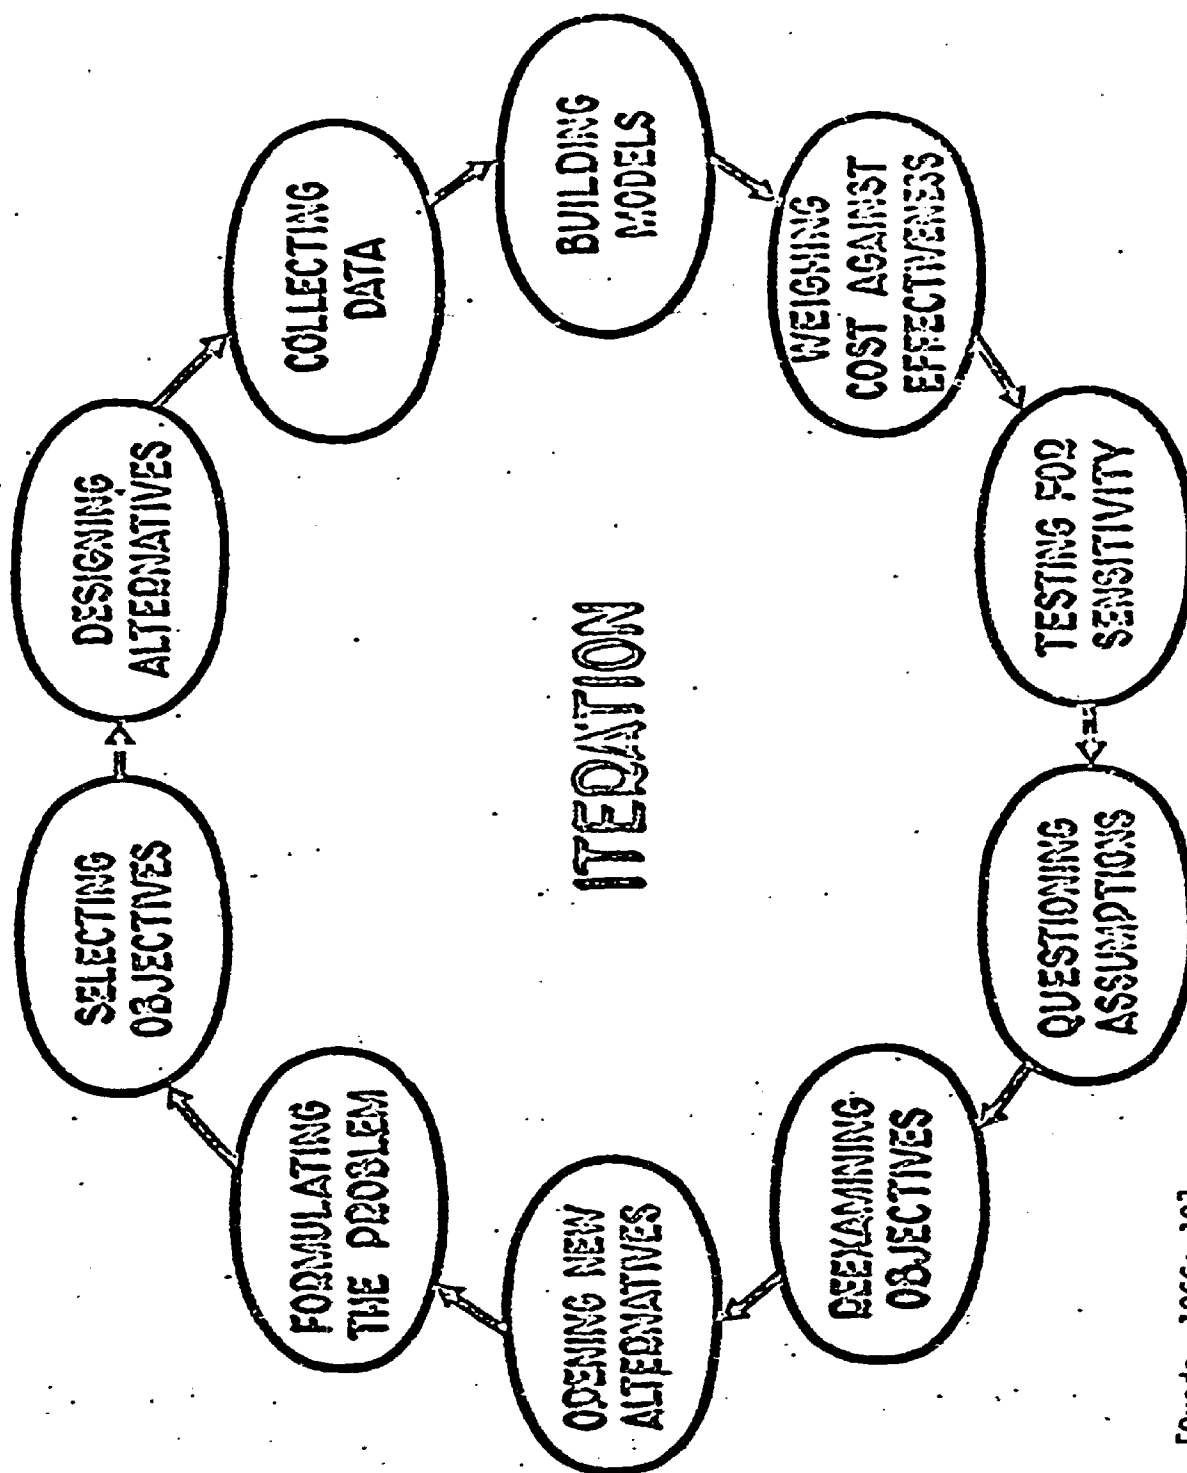 FORMULATING
THE PROBLEM
SELECTING
OBJECTIVES
DESIGNING
ALTERNATIVES
COLLECTING
DATA
BUILDING
MODELS
WEIGHING
COST AGAINST
EFFECTIVENESS
TESTING FOR
SENSITIVITY
QUESTIONING
ASSUMPTIONS
REEXAMINING
OBJECTIVES
OPENING NEW
ALTERNATIVES
ITERATION